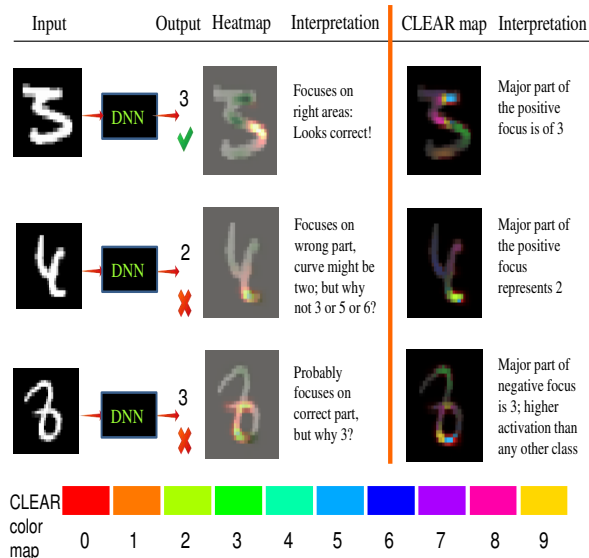 Input Output Heatmap Interpretation CLEAR map Interpretation
DNN
3
Focuses on
right areas:
Looks correct!
Major part of
the positive
focus is of 3
DNN
2
Focuses on
wrong part,
curve might be
two; but why
not 3 or 5 or 6?
Major part of
the positive
focus
represents 2
DNN
3
Probably
focuses on
correct part,
but why 3?
Major part of
negative focus
is 3; higher
activation than
any other class
CLEAR
color
map
0 1 2 3 4 5 6 7 8 9